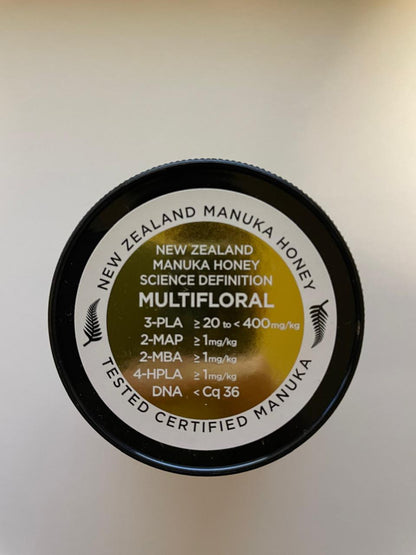 NEW ZEALAND MANUKA HONEY
NEW ZEALAND
MANUKA HONEY
SCIENCE DEFINITION
MULTIFLORAL
3-PLA ≥ 20 to < 400mg/kg
2-MAP ≥ 1mg/kg
2-MBA ≥ 1mg/kg
4-HPLA ≥ 1mg/kg
DNA < Cq 36
TESTED CERTIFIED MANUKA